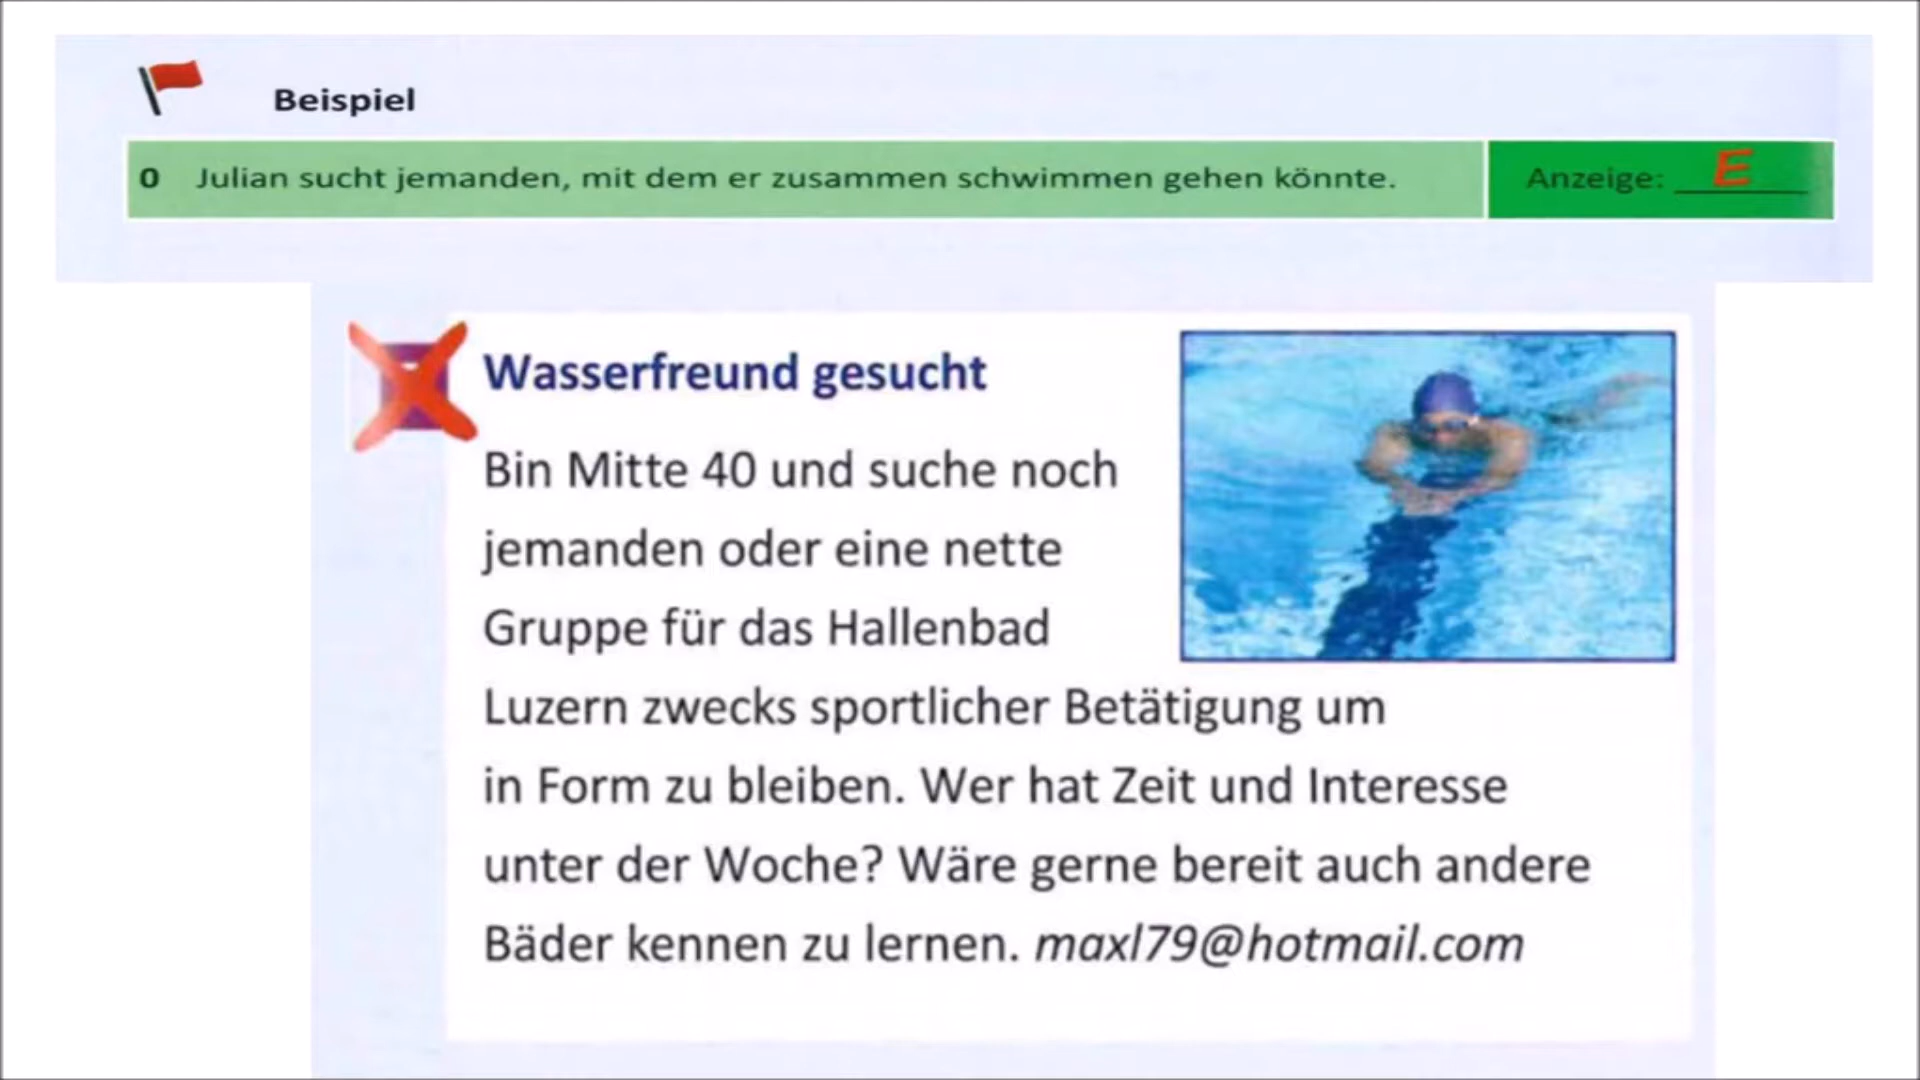 Beispiel
0 Julian sucht jemanden, mit dem er zusammen schwimmen gehen könnte. Anzeige: E
Wasserfreund gesucht
Bin Mitte 40 und suche noch
jemanden oder eine nette
Gruppe für das Hallenbad
Luzern zwecks sportlicher Betätigung um
in Form zu bleiben. Wer hat Zeit und Interesse
unter der Woche? Wäre gerne bereit auch andere
Bäder kennen zu lernen. maxl79@hotmail.com